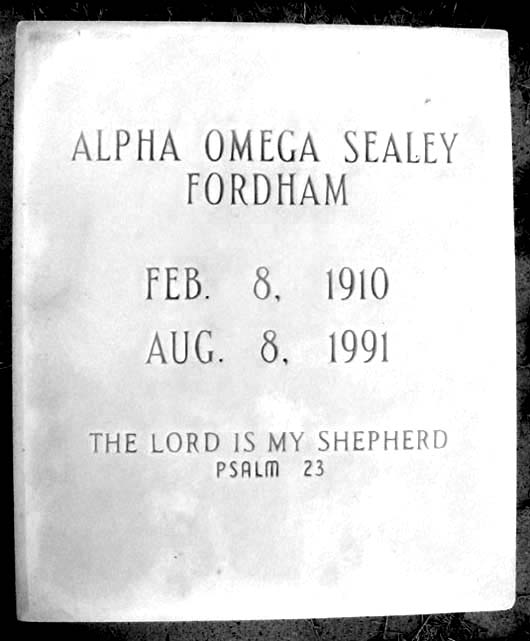 ALPHA OMEGA SEALEY
FORDHAM
FEB. 8, 1910
AUG. 8, 1991
THE LORD IS MY SHEPHERD
PSALM 23